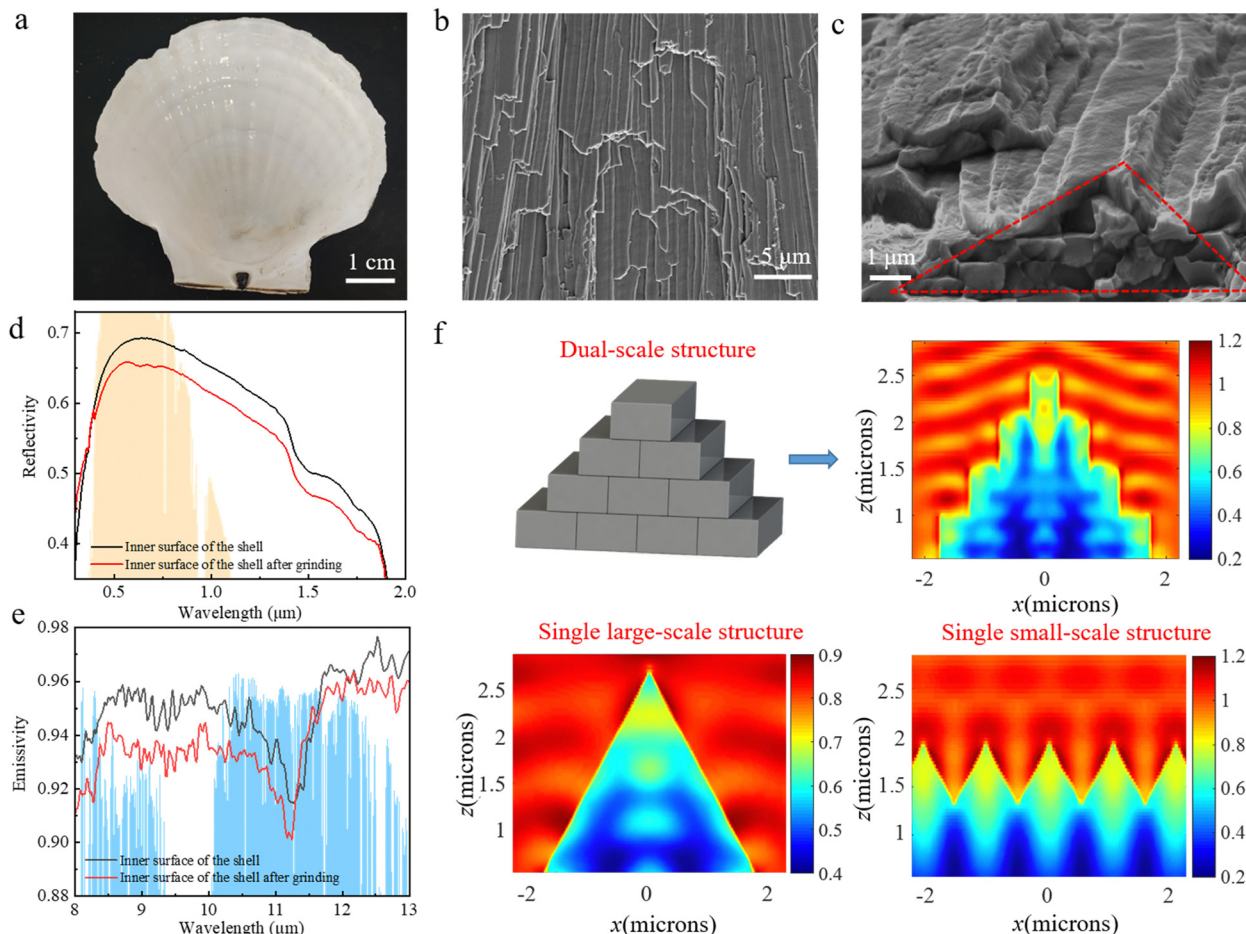 a
1 cm
b
5 μm
c
1 μm
d
0.7
0.6
0.5
0.4
Reflectivity
Inner surface of the shell
Inner surface of the shell after grinding
0.5
1.0
1.5
2.0
Wavelength (μm)
e
0.98
0.96
0.94
0.92
0.90
0.88
Emissivity
Inner surface of the shell
Inner surface of the shell after grinding
8
9
10
11
12
13
Wavelength (μm)
f
Dual-scale structure
2.5
2
1.5
1
z(microns)
-2
0
2
x(microns)
1.2
1
0.8
0.6
0.4
0.2
Single large-scale structure
2.5
2
1.5
1
z(microns)
-2
0
2
x(microns)
0.9
0.8
0.7
0.6
0.5
0.4
Single small-scale structure
2.5
2
1.5
1
z(microns)
-2
0
2
x(microns)
1.2
1
0.8
0.6
0.4
0.2